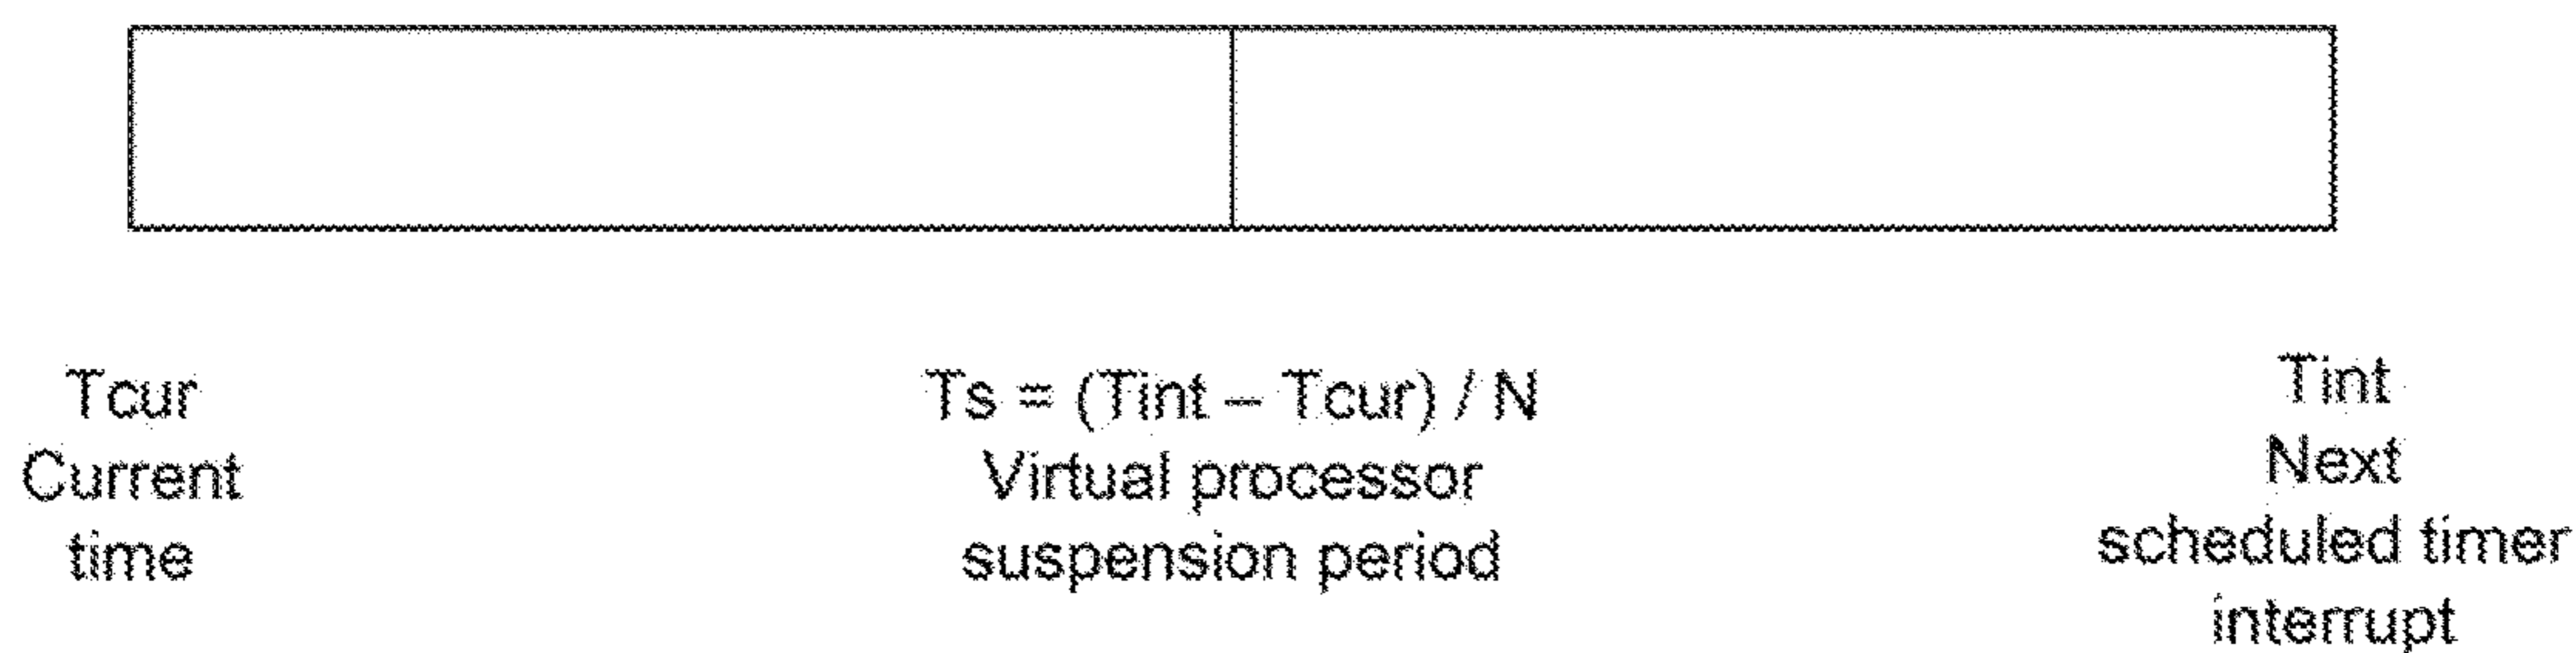 Tcur
Current
time
Ts = (Tint – Tcur) / N
Virtual processor
suspension period
Tint
Next
scheduled timer
interrupt